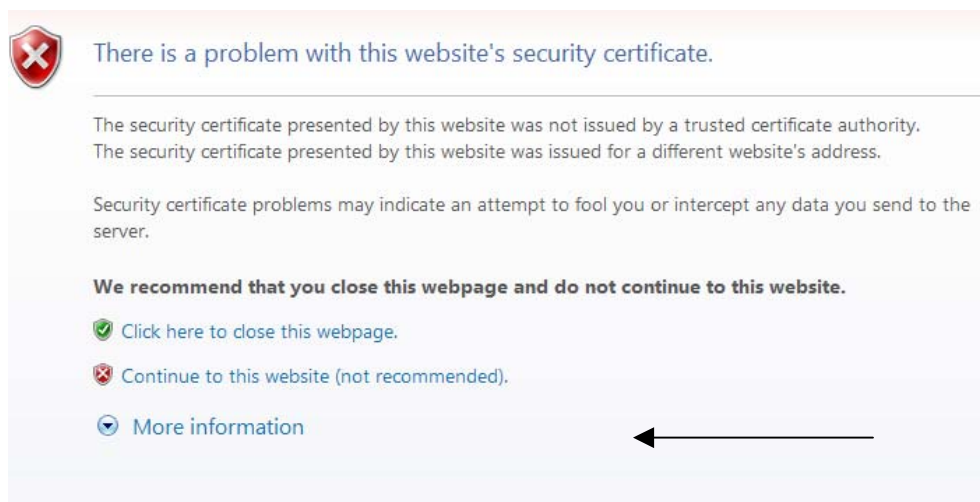 There is a problem with this website's security certificate.
The security certificate presented by this website was not issued by a trusted certificate authority.
The security certificate presented by this website was issued for a different website's address.
Security certificate problems may indicate an attempt to fool you or intercept any data you send to the
server.
We recommend that you close this webpage and do not continue to this website.
Click here to close this webpage.
Continue to this website (not recommended).
More information